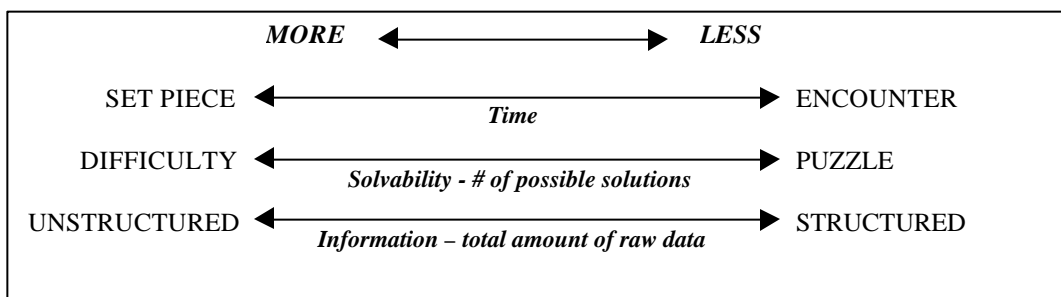 MORE LESS
SET PIECE ENCOUNTER
Time
DIFFICULTY PUZZLE
Solvability - # of possible solutions
UNSTRUCTURED STRUCTURED
Information – total amount of raw data